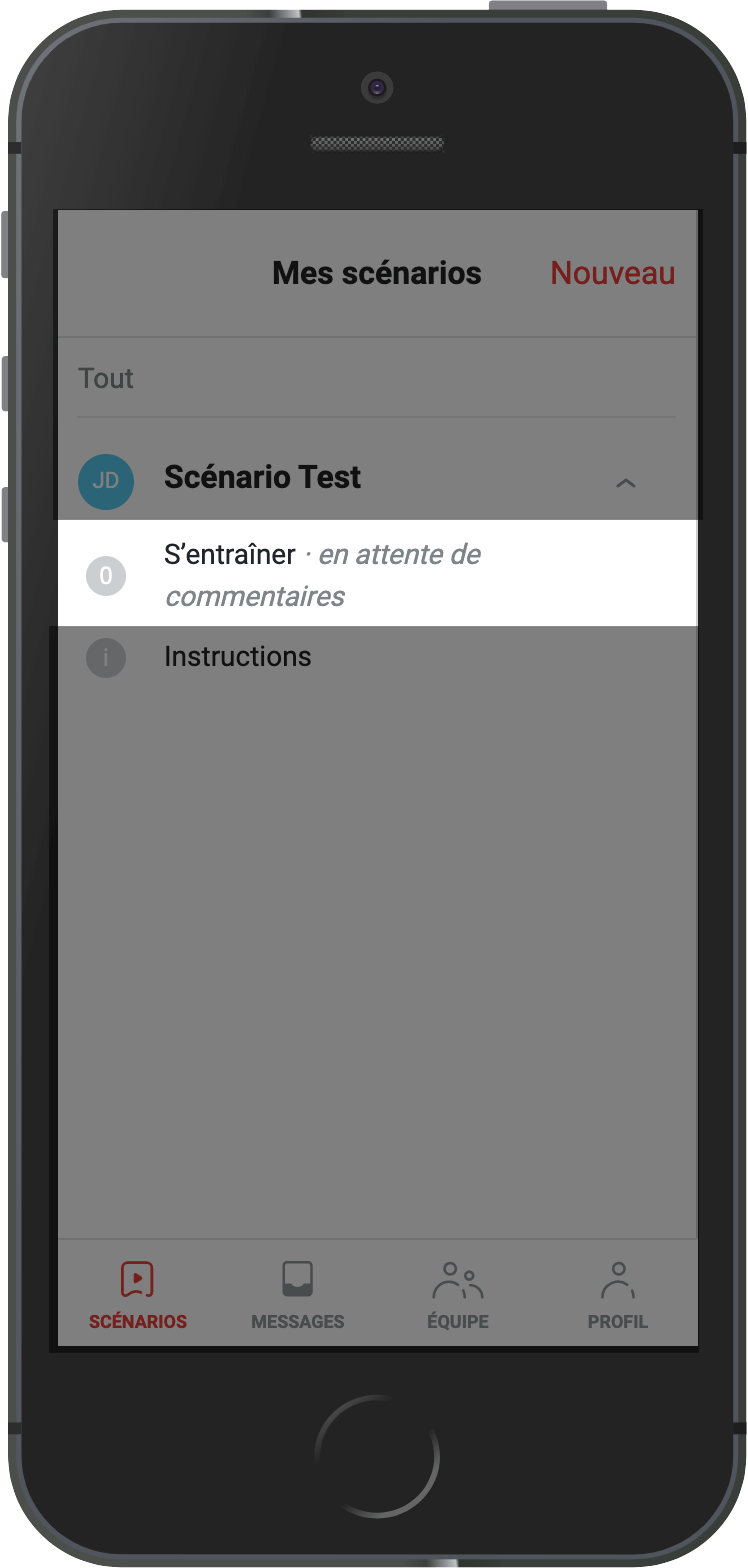 Mes scénarios
Nouveau
Tout
JD
Scénario Test
0
S’entraîner · en attente de
commentaires
i
Instructions
SCÉNARIOS
MESSAGES
ÉQUIPE
PROFIL